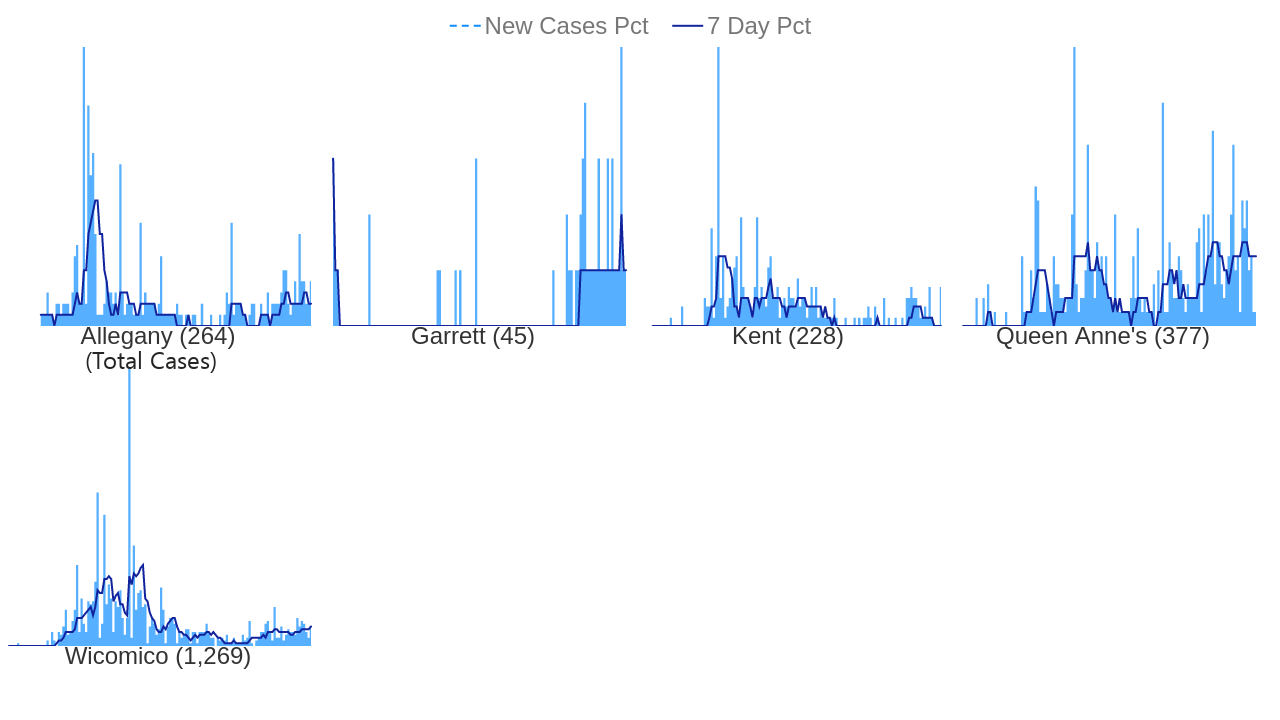 New Cases Pct 7 Day Pct
Allegany (264) Garrett (45) Kent (228) Queen Anne's (377)
(Total Cases)
Wicomico (1,269)